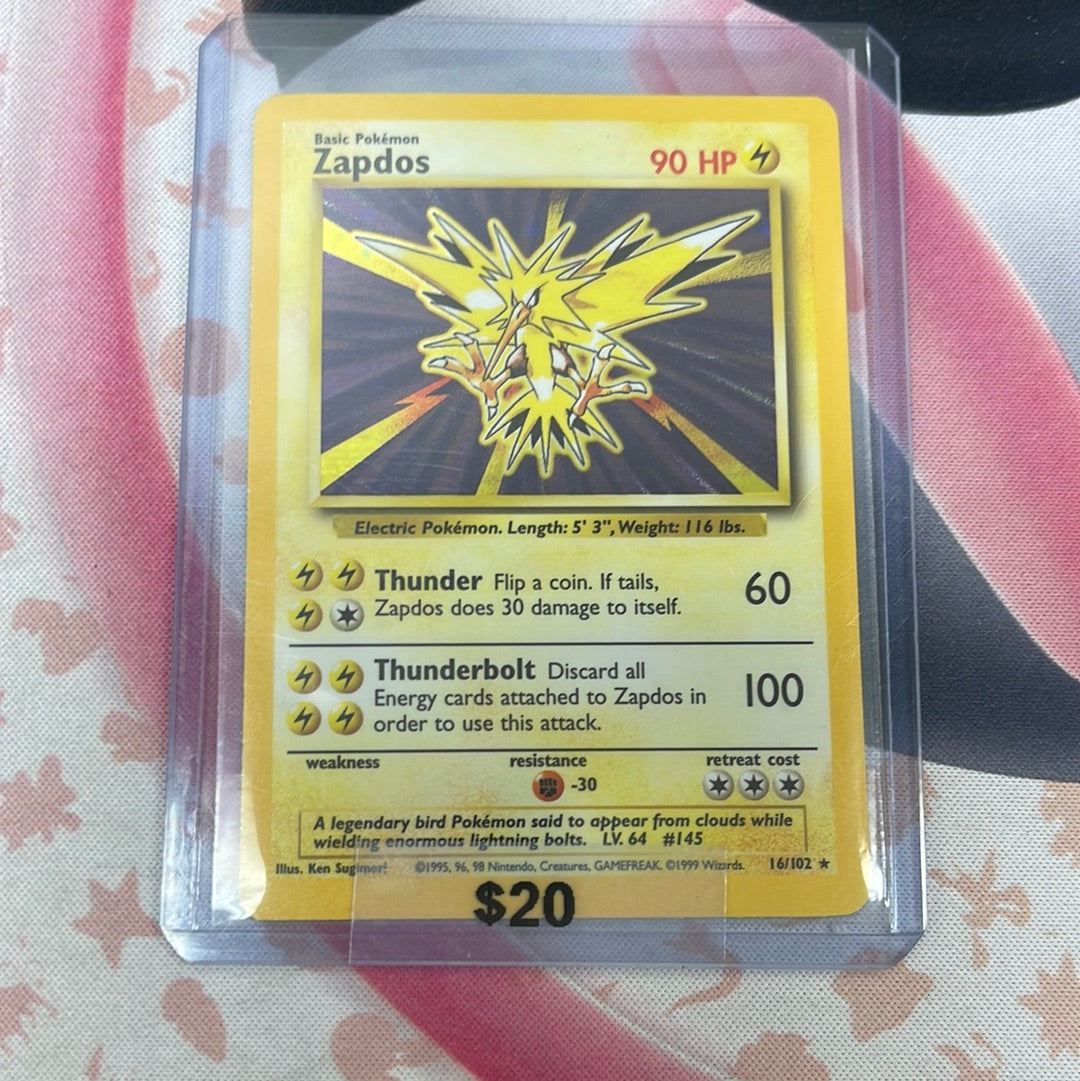 Basic Pokémon
Zapdos 90 HP
Electric Pokémon. Length: 5' 3", Weight: 116 lbs.
Thunder Flip a coin. If tails,
Zapdos does 30 damage to itself.
60
Thunderbolt Discard all
Energy cards attached to Zapdos in
order to use this attack.
100
weakness resistance retreat cost
-30
A legendary bird Pokémon said to appear from clouds while
wielding enormous lightning bolts. LV. 64 #145
Illus. Ken Sugimori ©1995, 96, 98 Nintendo, Creatures, GAMEFREAK. ©1999 Wizards. 16/102 ★
$20